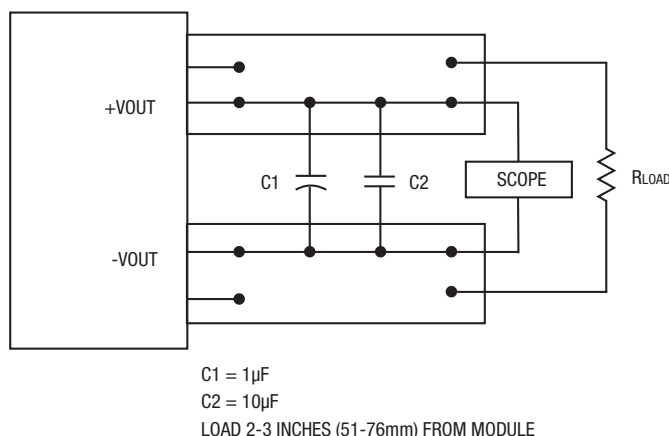 +VOUT
C1
C2
SCOPE
RLOAD
-VOUT
C1 = 1µF
C2 = 10µF
LOAD 2-3 INCHES (51-76mm) FROM MODULE